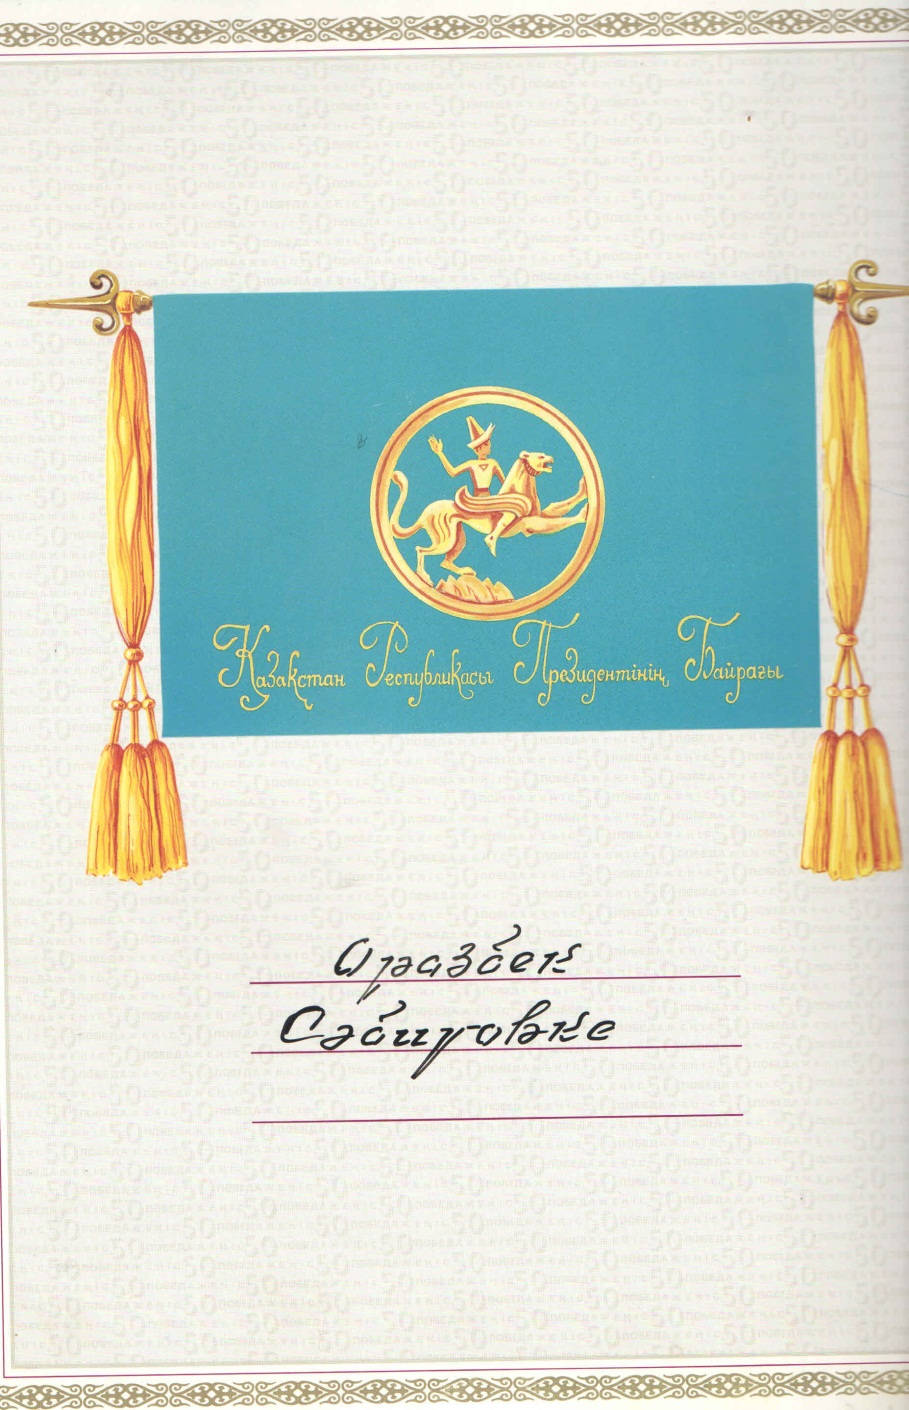 Қазақстан Республикасы Президентінің Байрағы
Оразбек
Сәбировке